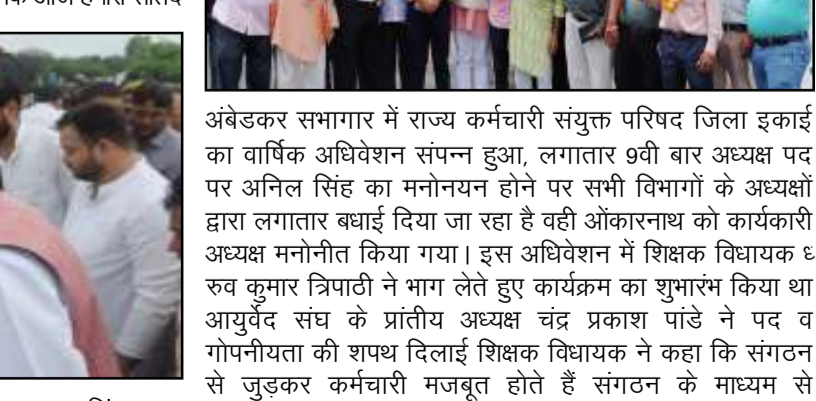 अंबेडकर सभागार में राज्य कर्मचारी संयुक्त परिषद जिला इकाई
का वार्षिक अधिवेशन संपन्न हुआ, लगातार 9वी बार अध्यक्ष पद
पर अनिल सिंह का मनोनयन होने पर सभी विभागों के अध्यक्षों
द्वारा लगातार बधाई दिया जा रहा है वही ओंकारनाथ को कार्यकारी
अध्यक्ष मनोनीत किया गया। इस अधिवेशन में शिक्षक विधायक ध
्रुव कुमार त्रिपाठी ने भाग लेते हुए कार्यक्रम का शुभारंभ किया था
आयुर्वेद संघ के प्रांतीय अध्यक्ष चंद्र प्रकाश पांडे ने पद व
गोपनीयता की शपथ दिलाई शिक्षक विधायक ने कहा कि संगठन
से जुड़कर कर्मचारी मजबूत होते हैं संगठन के माध्यम से